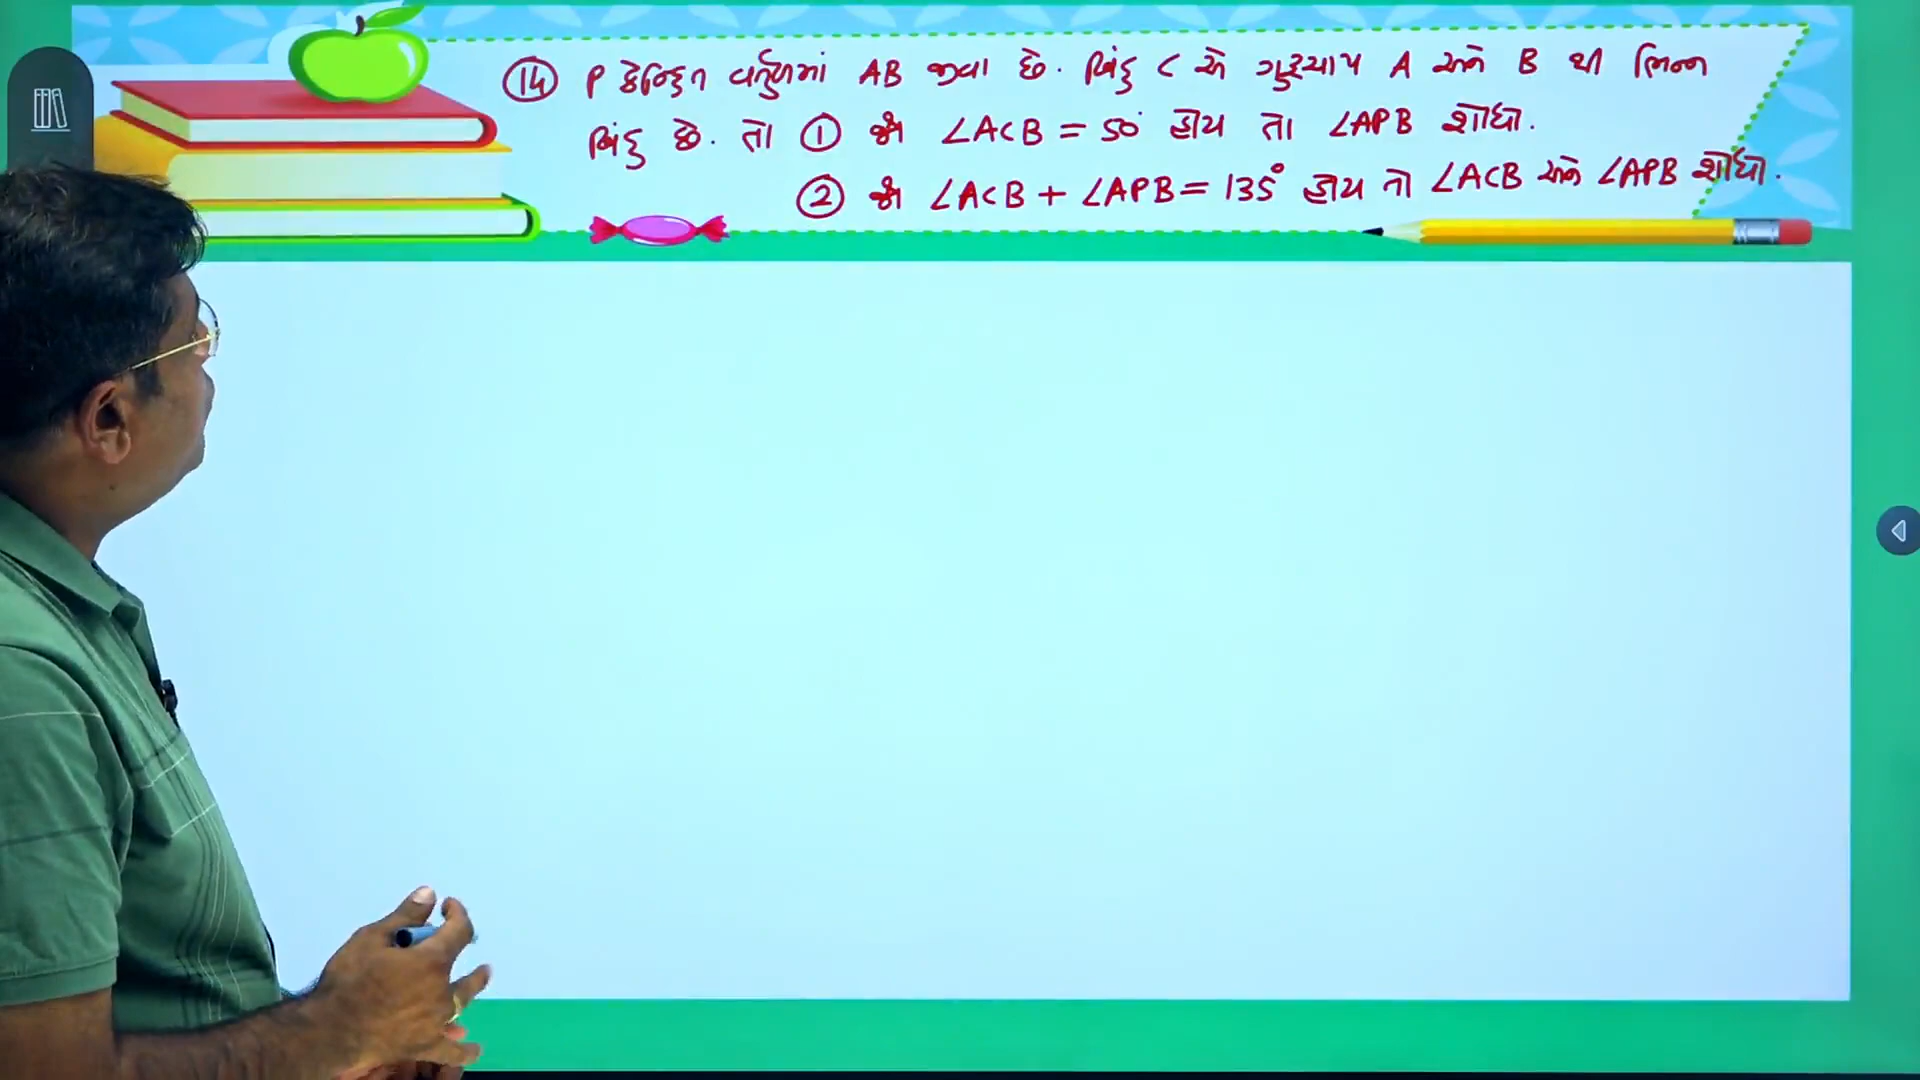 14 P કેન્દ્રિત વર્તુળમાં AB જીવા છે. બિંદુ C એ ગુરુચાપ A અને B થી ભિન્ન
બિંદુ છે. તો ① જો ∠ACB = 50° હોય તો ∠APB શોધો.
② જો ∠ACB + ∠APB = 135° હોય તો ∠ACB અને ∠APB શોધો.